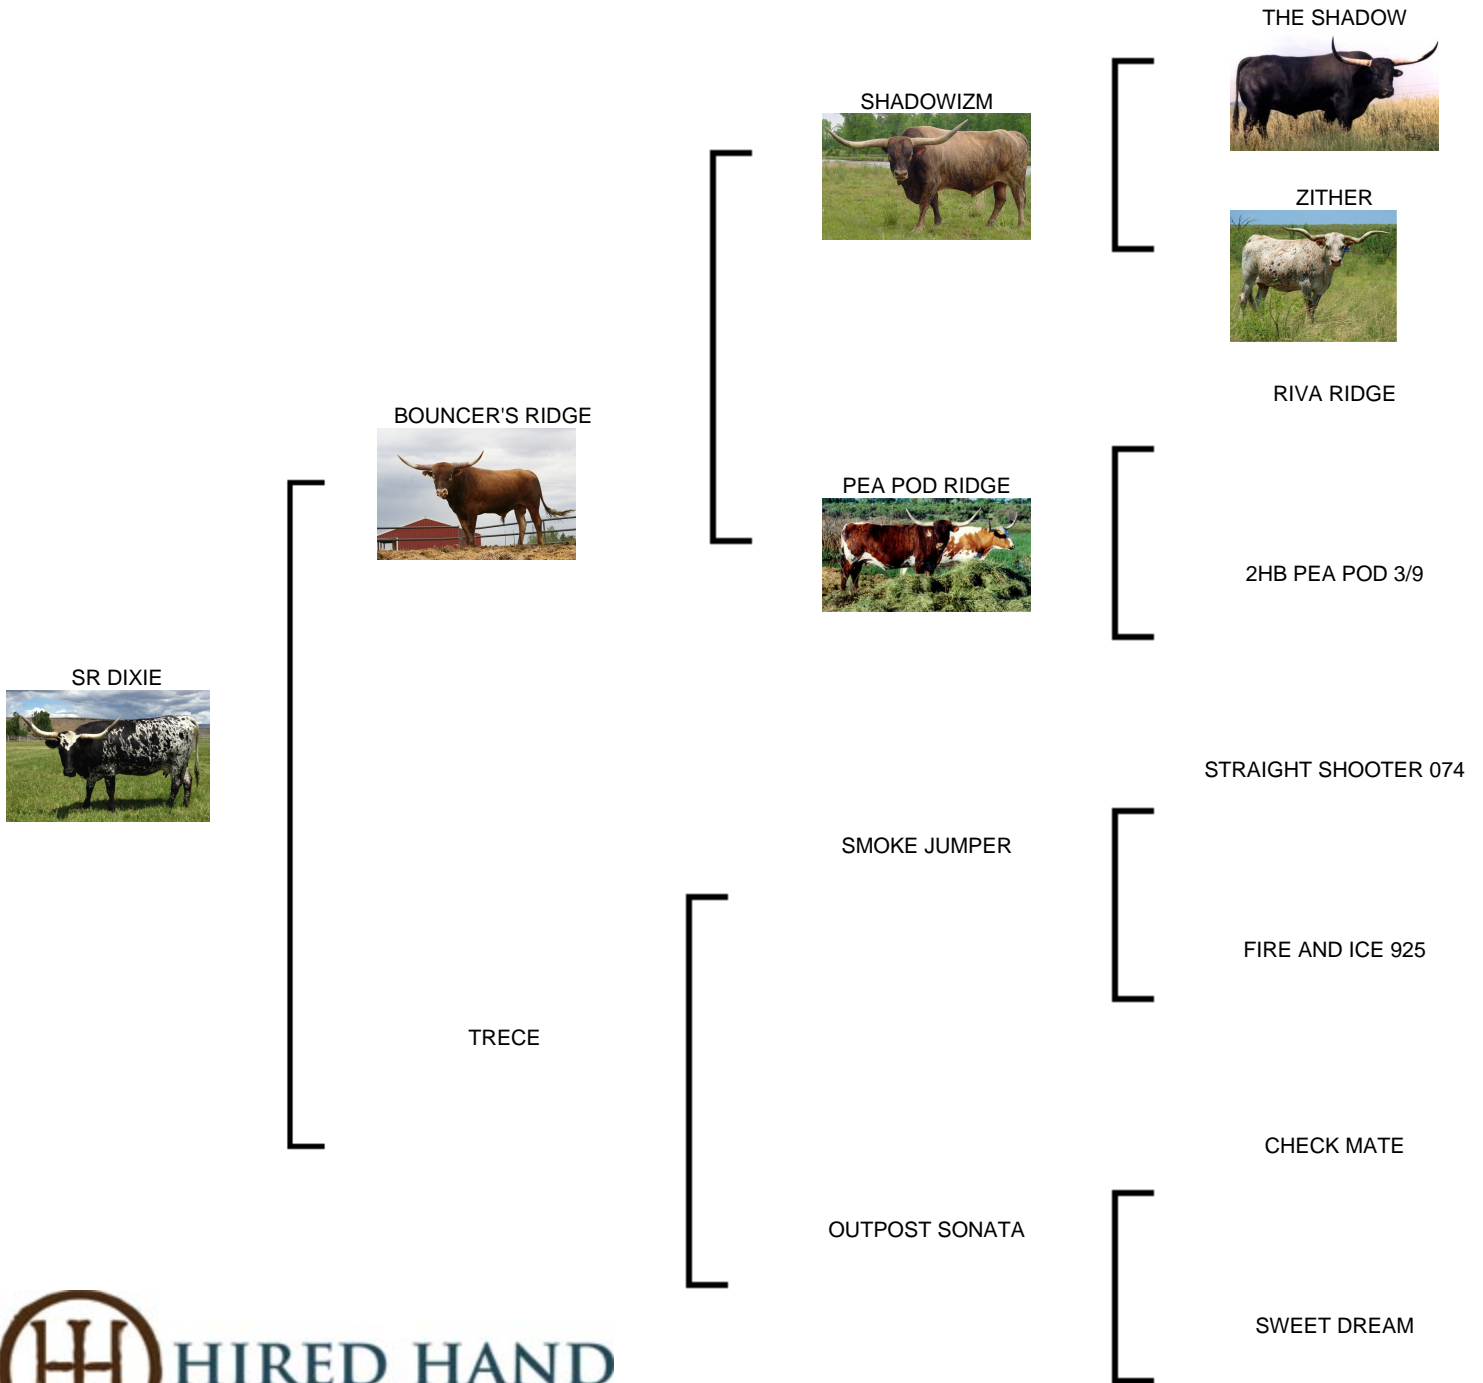 THE SHADOW
SHADOWIZM
ZITHER
RIVA RIDGE
BOUNCER'S RIDGE
PEA POD RIDGE
2HB PEA POD 3/9
SR DIXIE
STRAIGHT SHOOTER 074
SMOKE JUMPER
FIRE AND ICE 925
TRECE
CHECK MATE
OUTPOST SONATA
SWEET DREAM
HIRED HAND